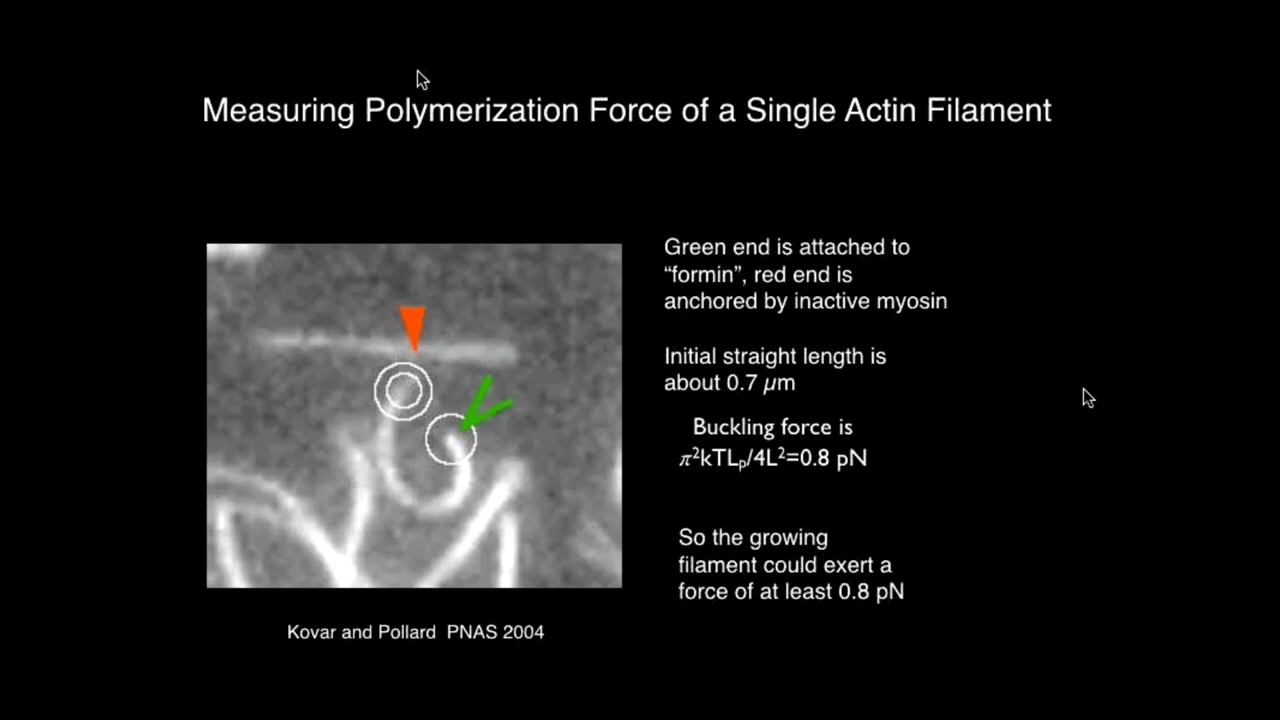 Measuring Polymerization Force of a Single Actin Filament
Green end is attached to
“formin”, red end is
anchored by inactive myosin
Initial straight length is
about 0.7 μm
Buckling force is
π²kTLₚ/4L²=0.8 pN
So the growing
filament could exert a
force of at least 0.8 pN
Kovar and Pollard PNAS 2004